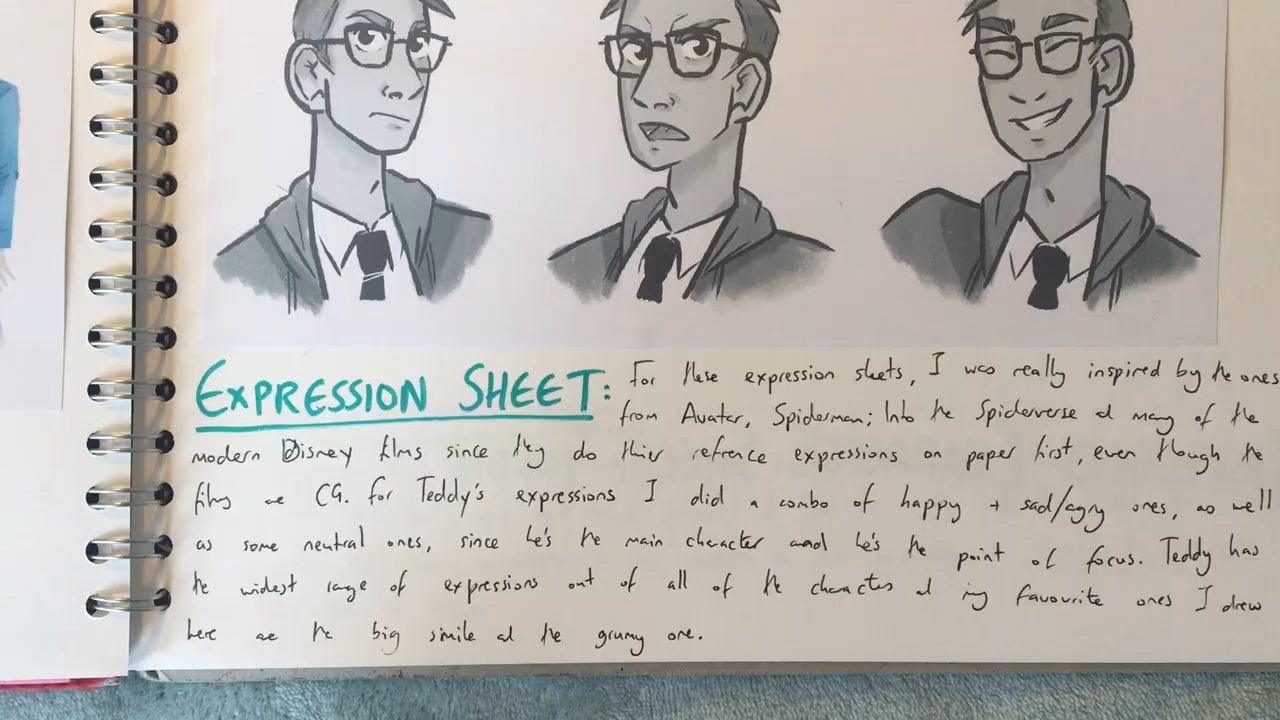 EXPRESSION SHEET: For these expression sheets, I was really inspired by the ones
from Avatar, Spiderman; Into the Spiderverse and many of the
modern Disney films since they do thier refrence expressions on paper first, even though the
films are CG. For Teddy's expressions I did a combo of happy + sad/agry ones, as well
as some neutral ones, since he's the main character and he's the point of focus. Teddy has
the widest range of expressions out of all of the characters and my favourite ones I drew
here are the big smile and the grumy one.